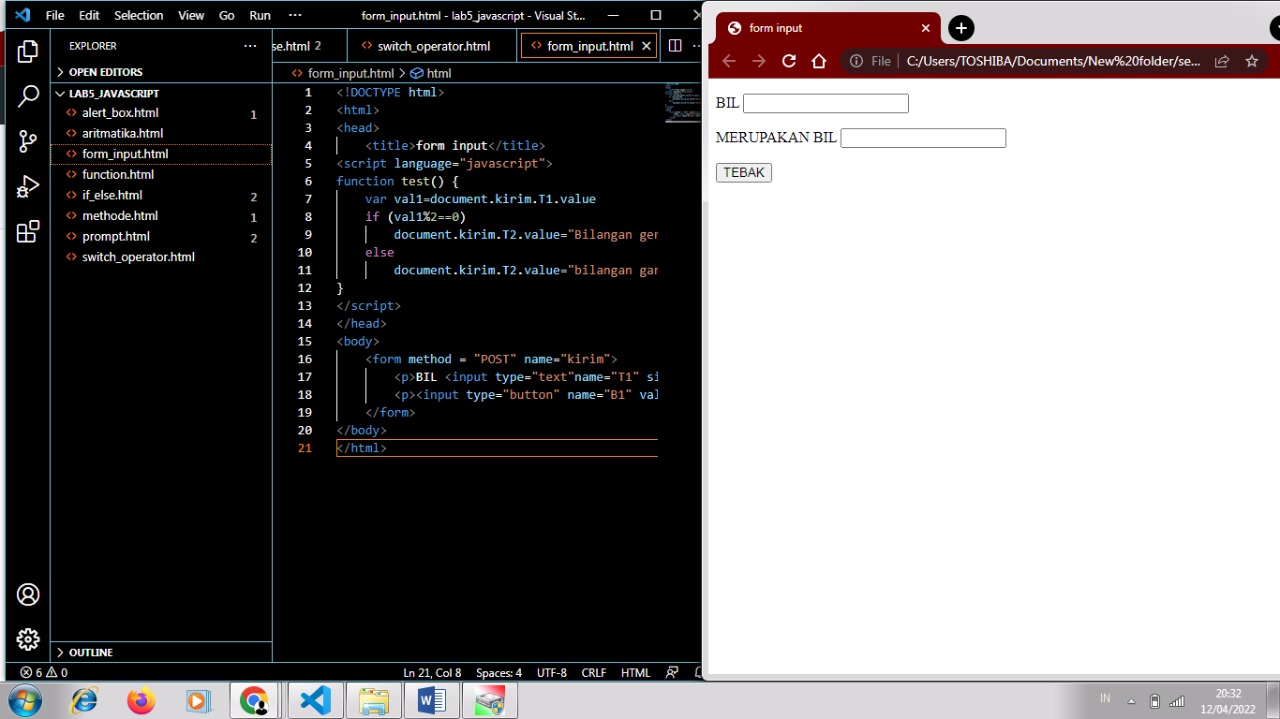 File Edit Selection View Go Run ··· form_input.html - lab5_javascript - Visual St...
EXPLORER ···
OPEN EDITORS
LAB5_JAVASCRIPT
alert_box.html 1
aritmatika.html
form_input.html
function.html
if_else.html 2
methode.html 1
prompt.html 2
switch_operator.html
OUTLINE
se.html 2 switch_operator.html form_input.html
form_input.html > html
1 <!DOCTYPE html>
2 <html>
3 <head>
4 <title>form input</title>
5 <script language="javascript">
6 function test() {
7 var val1=document.kirim.T1.value
8 if (val1%2==0)
9 document.kirim.T2.value="Bilangan ger
10 else
11 document.kirim.T2.value="bilangan gar
12 }
13 </script>
14 </head>
15 <body>
16 <form method = "POST" name="kirim">
17 <p>BIL <input type="text"name="T1" si
18 <p><input type="button" name="B1" val
19 </form>
20 </body>
21 </html>
6 0 Ln 21, Col 8 Spaces: 4 UTF-8 CRLF HTML
form input
File C:/Users/TOSHIBA/Documents/New%20folder/se...
BIL
MERUPAKAN BIL
TEBAK
IN 20:32
12/04/2022